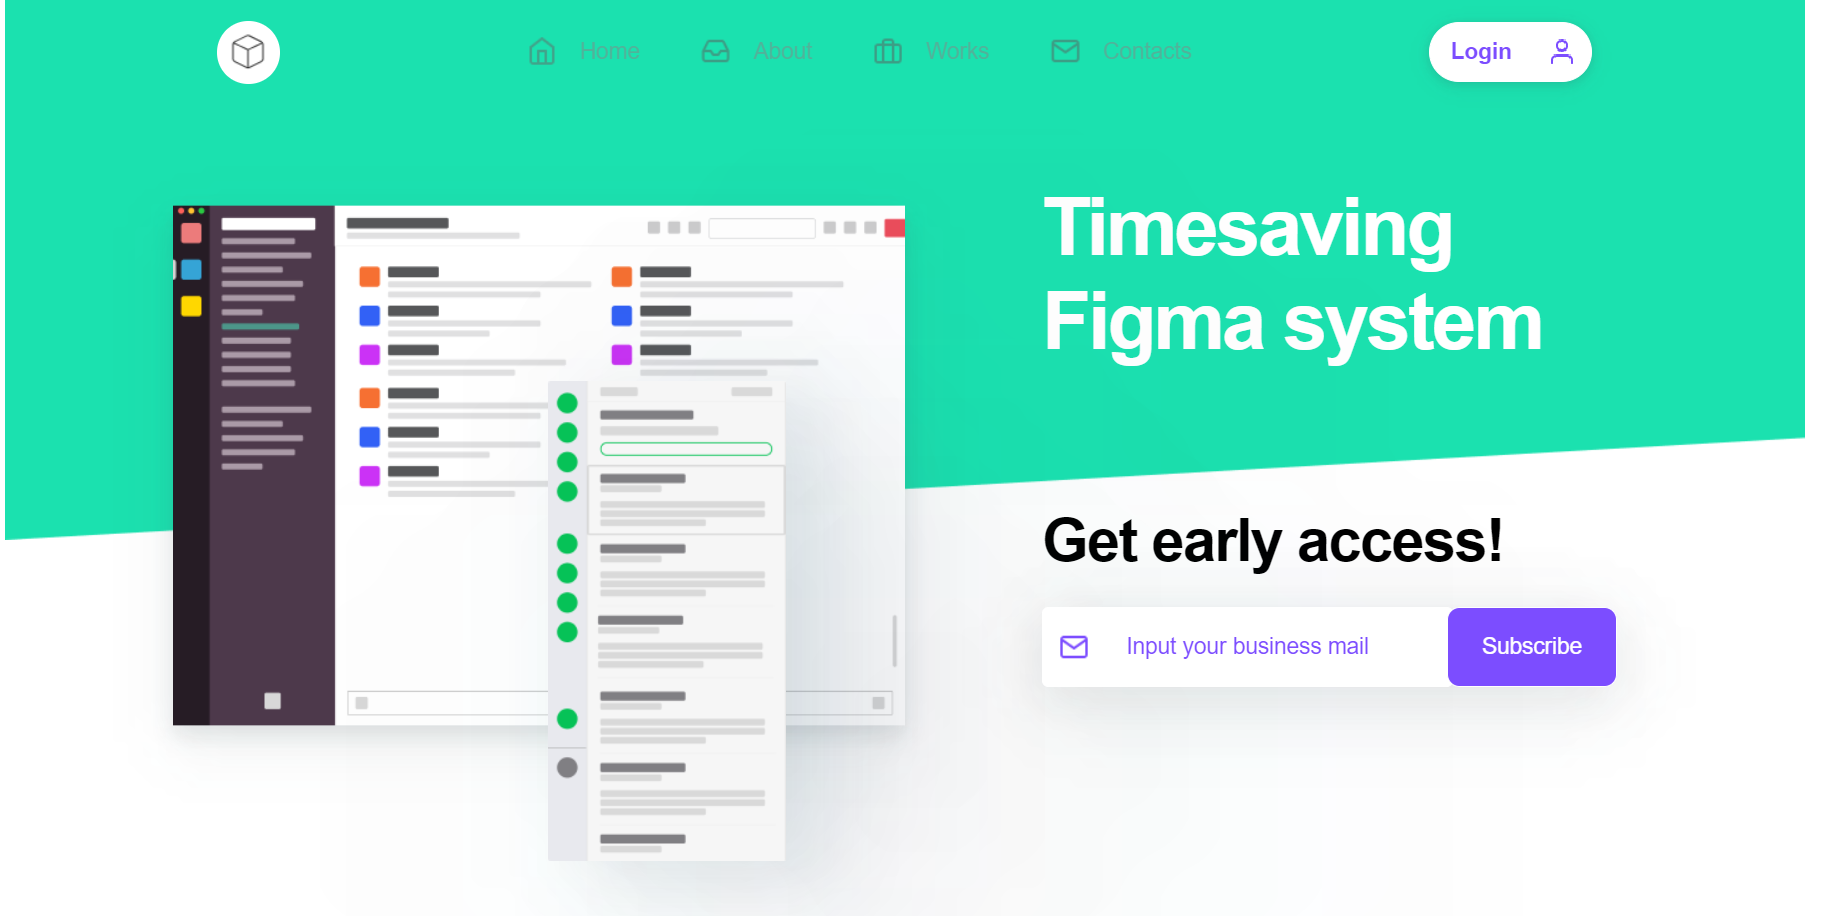 Home
About
Works
Contacts
Login
Timesaving
Figma system
Get early access!
Input your business mail
Subscribe